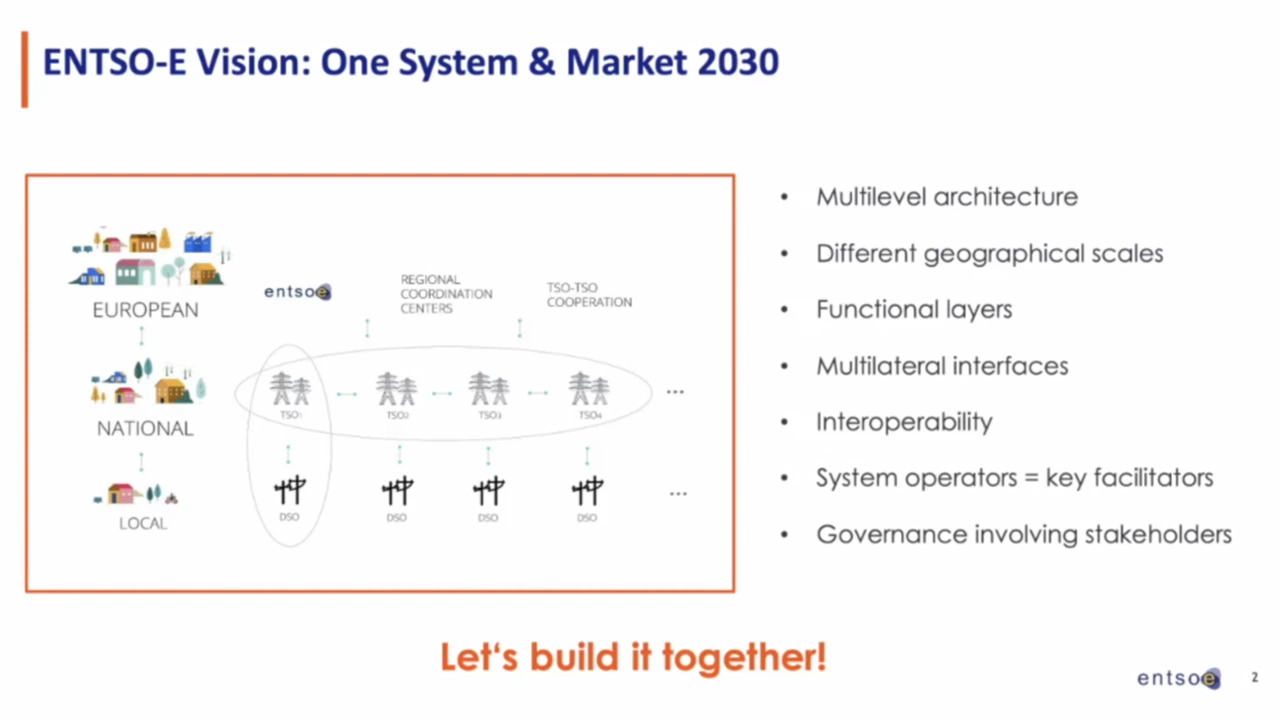 ENTSO-E Vision: One System & Market 2030
EUROPEAN
NATIONAL
LOCAL
entsoe
REGIONAL
COORDINATION
CENTERS
TSO-TSO
COOPERATION
TSO1
TSO2
TSO3
TSO4
...
DSO
DSO
DSO
DSO
...
• Multilevel architecture
• Different geographical scales
• Functional layers
• Multilateral interfaces
• Interoperability
• System operators = key facilitators
• Governance involving stakeholders
Let‘s build it together!
entsoe
2